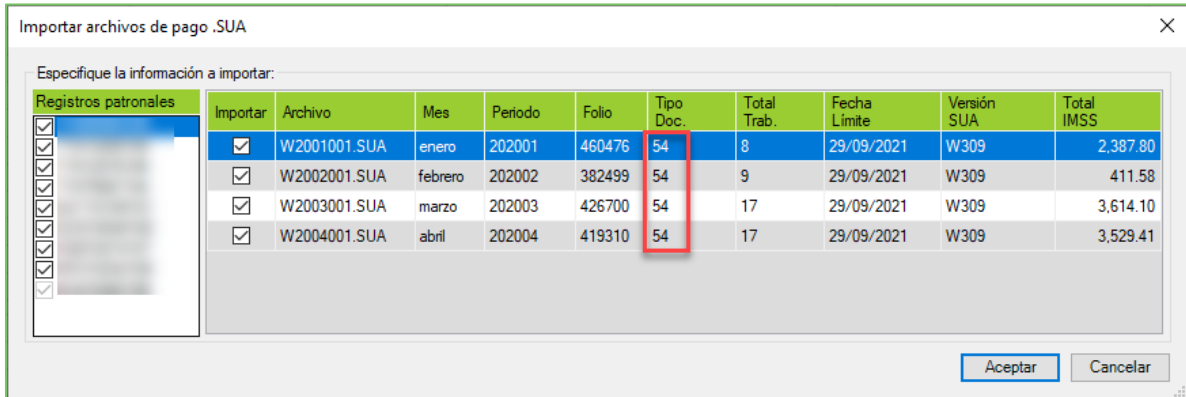 Importar archivos de pago .SUA
Especifique la información a importar:
Registros patronales
Importar Archivo Mes Periodo Folio Tipo Doc. Total Trab. Fecha Límite Versión SUA Total IMSS
W2001001.SUA enero 202001 460476 54 8 29/09/2021 W309 2,387.80
W2002001.SUA febrero 202002 382499 54 9 29/09/2021 W309 411.58
W2003001.SUA marzo 202003 426700 54 17 29/09/2021 W309 3,614.10
W2004001.SUA abril 202004 419310 54 17 29/09/2021 W309 3,529.41
Aceptar Cancelar